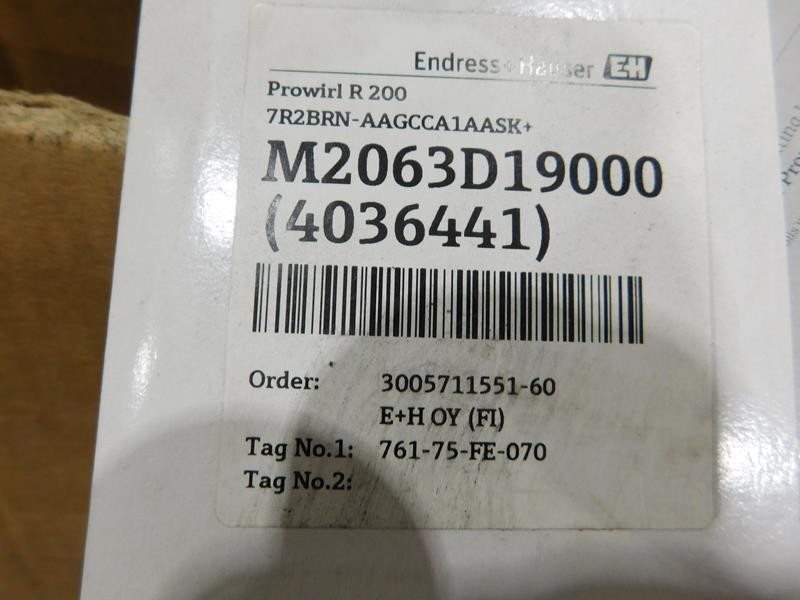 Endress+Hauser EH
Prowirl R 200
7R2BRN-AAGCCA1AASK+
M2063D19000
(4036441)
Order: 3005711551-60
E+H OY (FI)
Tag No.1: 761-75-FE-070
Tag No.2: